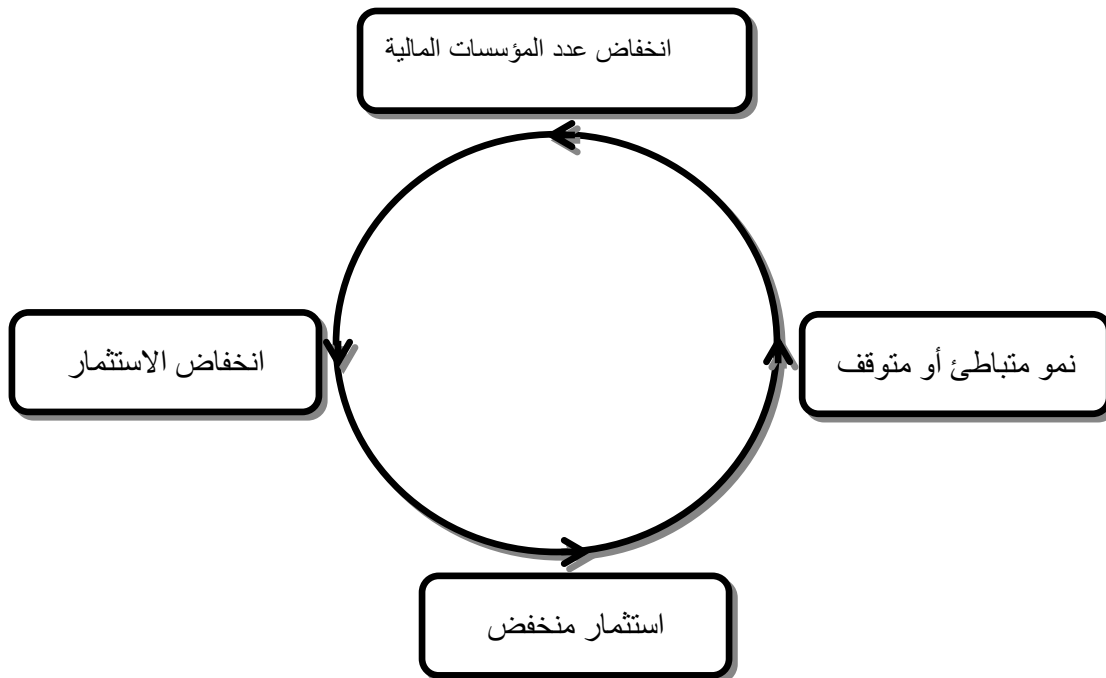 انخفاض عدد المؤسسات المالية
نمو متباطئ أو متوقف
انخفاض الاستثمار
استثمار منخفض